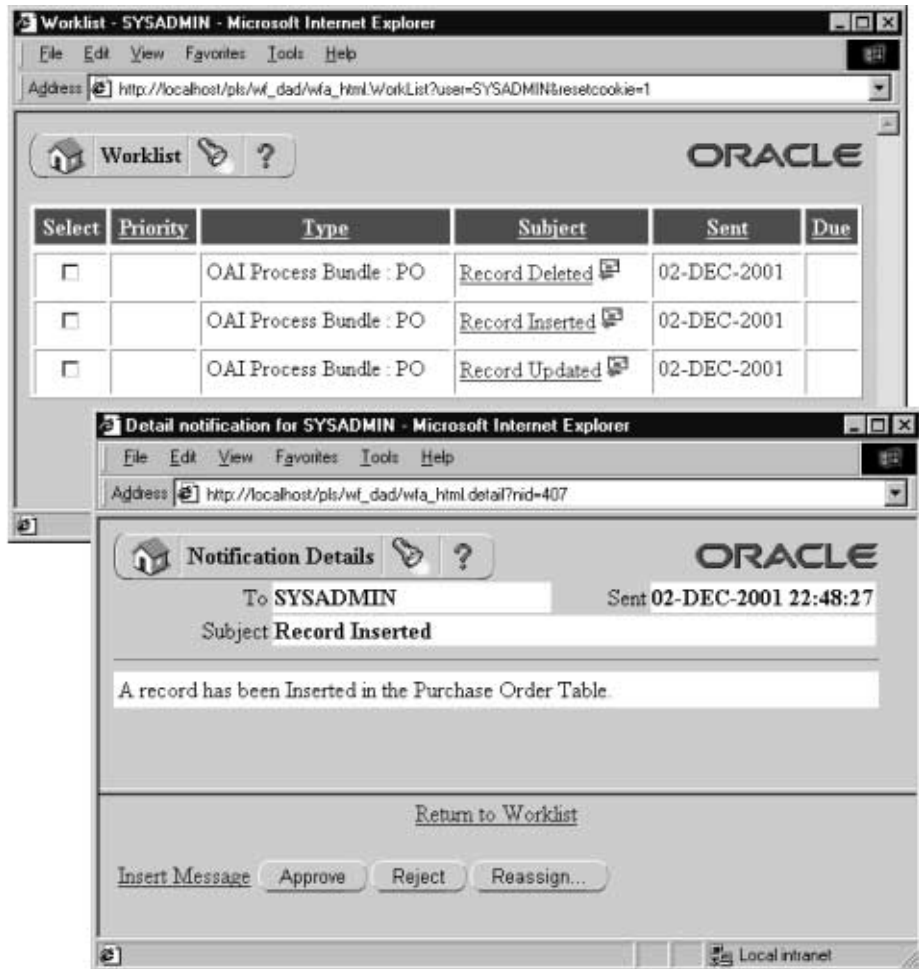 Worklist - SYSADMIN - Microsoft Internet Explorer
File Edit View Favorites Tools Help
Address http://localhost/pls/wf_dad/wfa_html.WorkList?user=SYSADMIN&resetcookie=1
Worklist ? ORACLE
Select Priority Type Subject Sent Due
OAI Process Bundle : PO Record Deleted 02-DEC-2001
OAI Process Bundle : PO Record Inserted 02-DEC-2001
OAI Process Bundle : PO Record Updated 02-DEC-2001
Detail notification for SYSADMIN - Microsoft Internet Explorer
File Edit View Favorites Tools Help
Address http://localhost/pls/wf_dad/wfa_html.detail?nid=407
Notification Details ? ORACLE
To SYSADMIN Sent 02-DEC-2001 22:48:27
Subject Record Inserted
A record has been Inserted in the Purchase Order Table.
Return to Worklist
Insert Message Approve Reject Reassign...
Local intranet